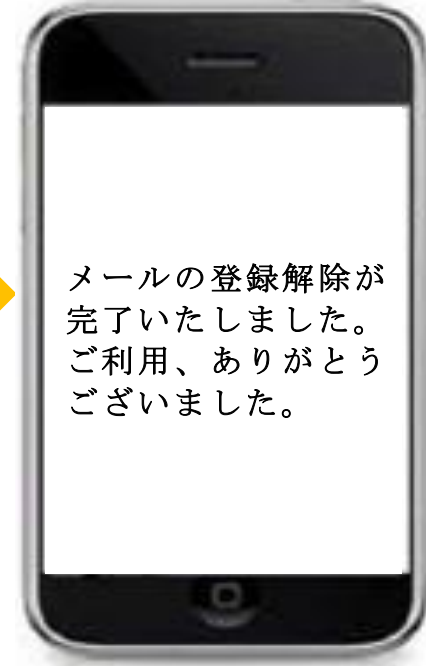 メールの登録解除が
完了いたしました。
ご利用、ありがとう
ございました。